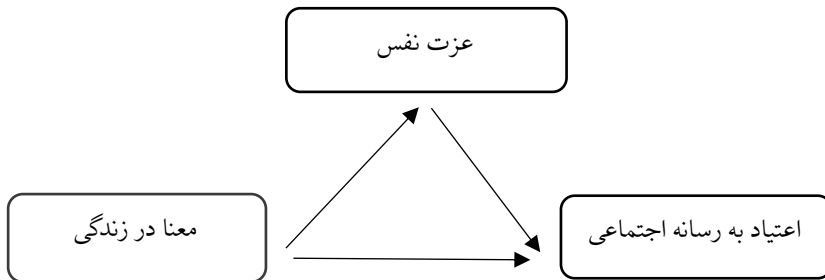 عزت نفس
معنا در زندگی
اعتیاد به رسانه اجتماعی